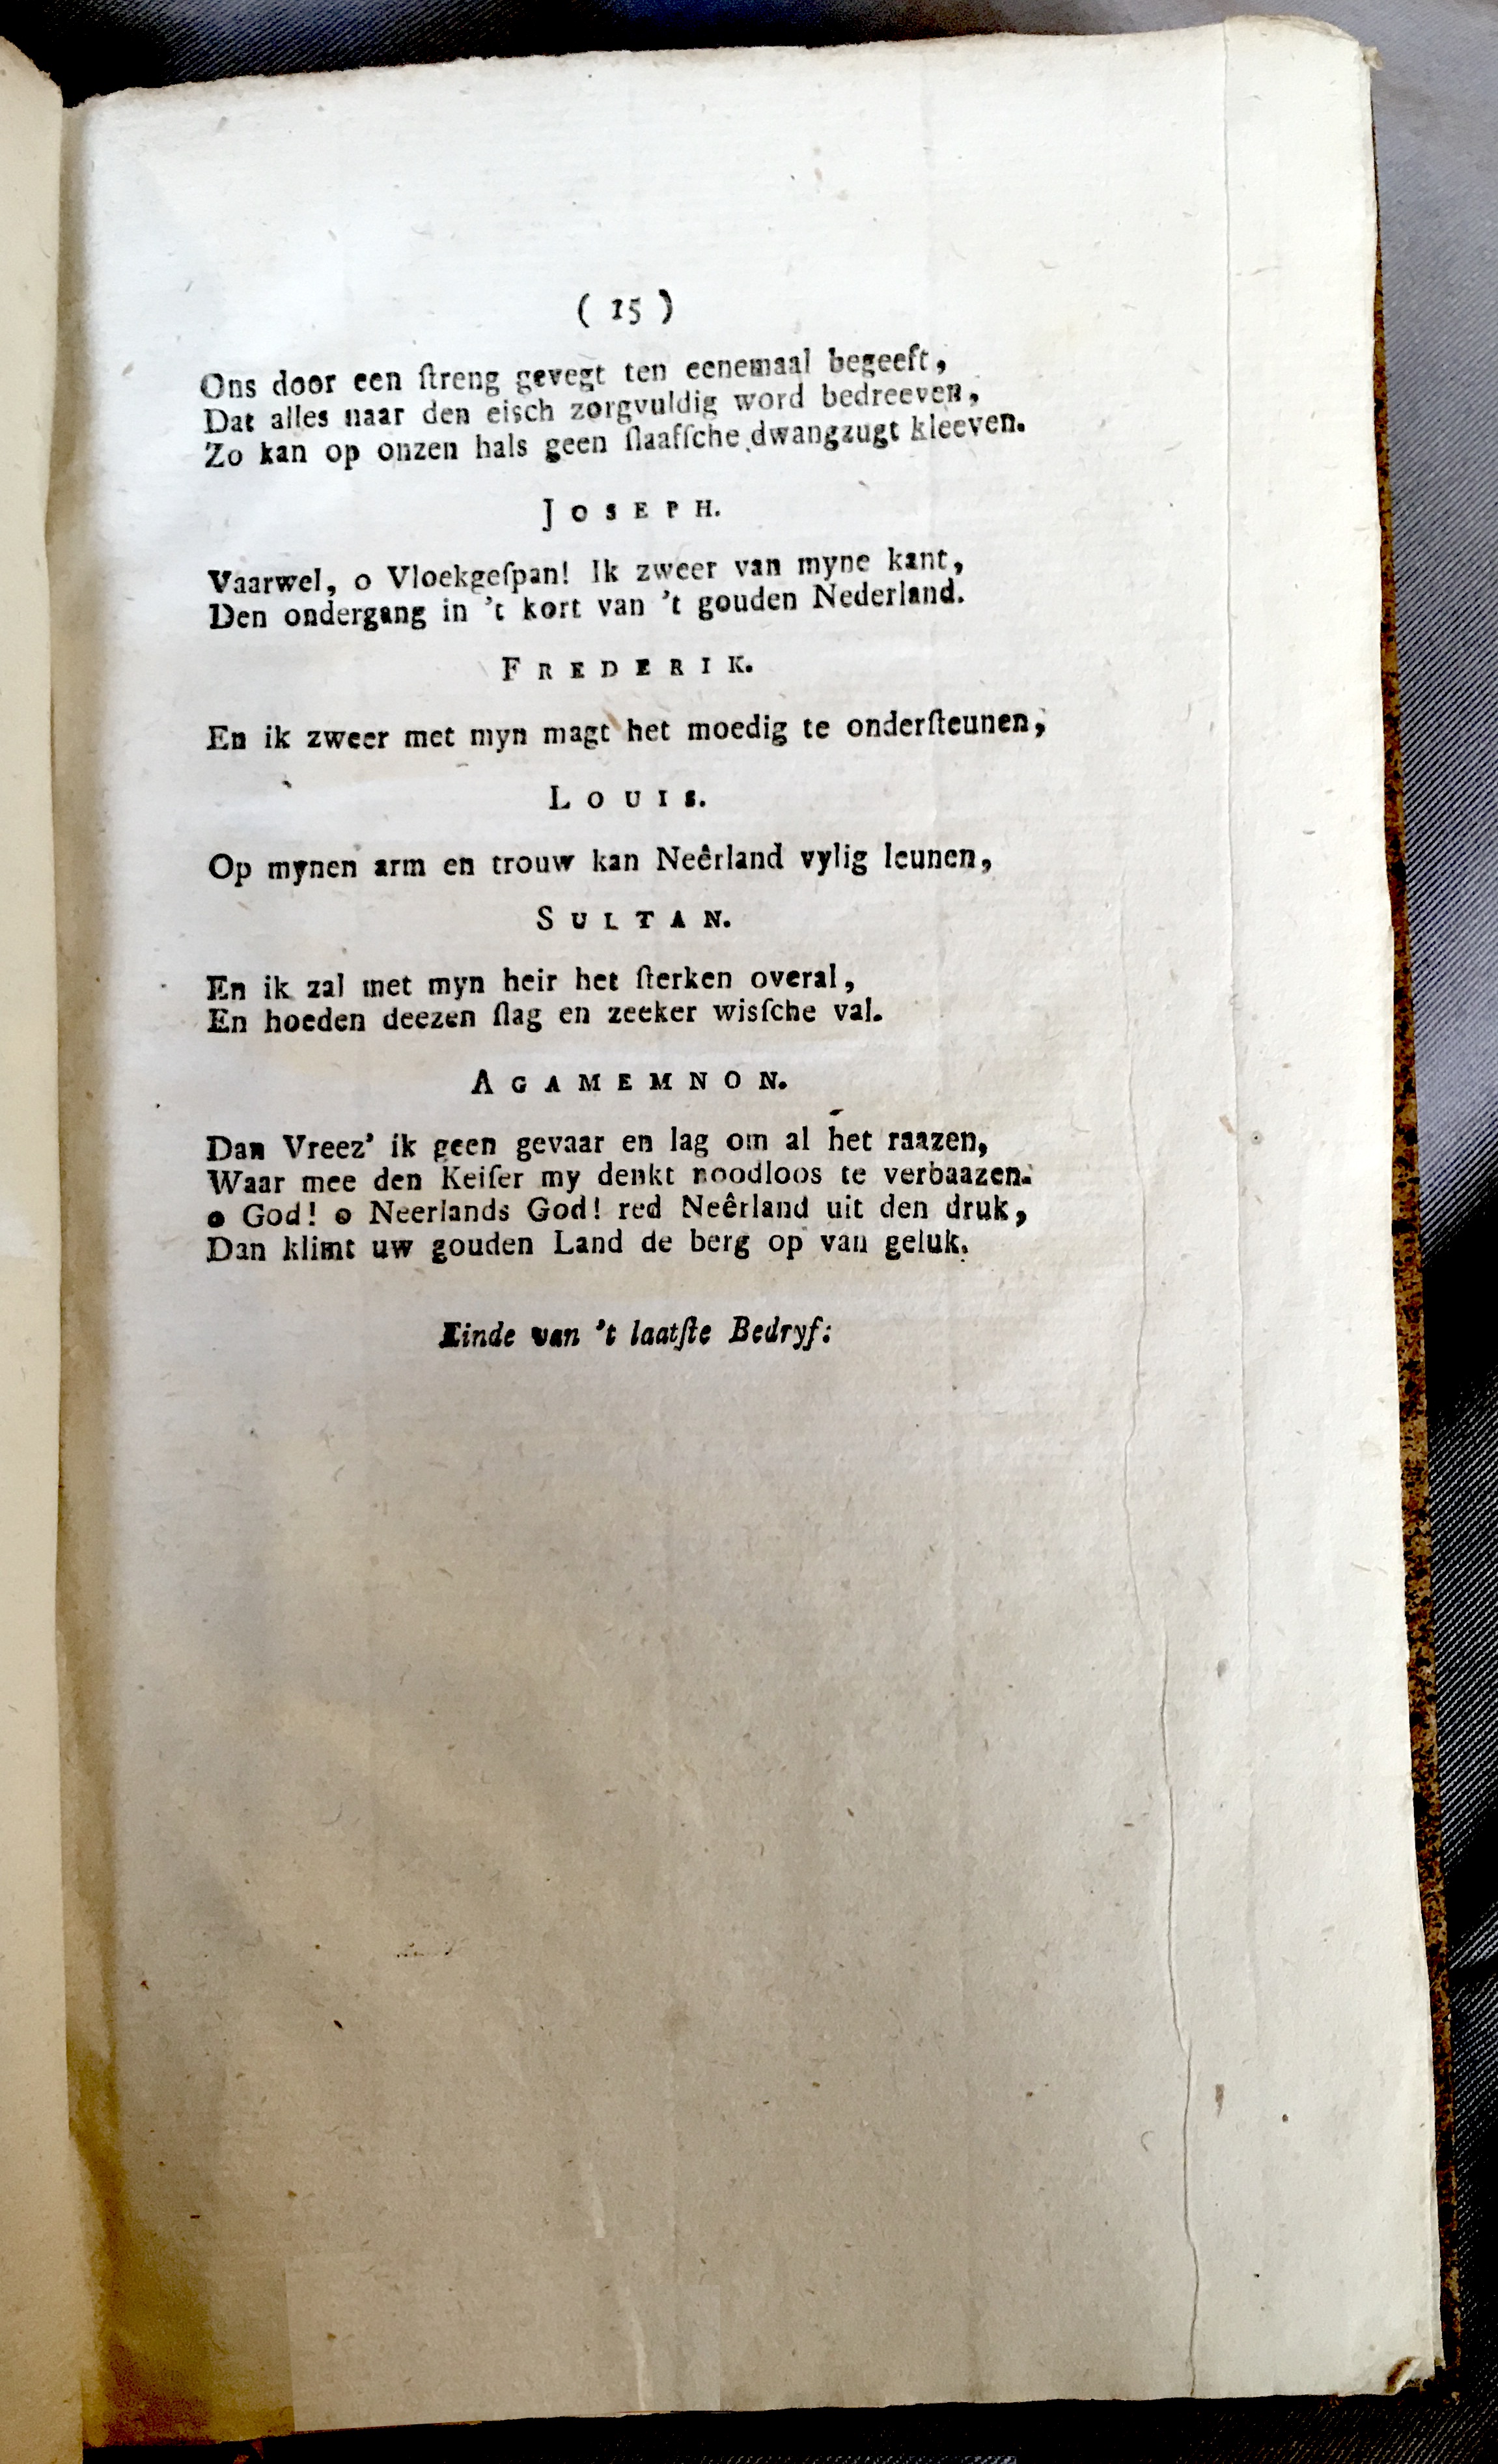 ( 15 )
Ons door een ſtreng gevegt ten eenemaal begeeft,
Dat alles naar den eisch zorgvuldig word bedreeven,
Zo kan op onzen hals geen ſlaafſche dwangzugt kleeven.
JOSEPH.
Vaarwel, o Vloekgeſpan! Ik zweer van myne kant,
Den ondergang in 't kort van 't gouden Nederland.
FREDERIK.
En ik zweer met myn magt het moedig te onderſteunen,
LOUIS.
Op mynen arm en trouw kan Neêrland vylig leunen,
SULTAN.
En ik zal met myn heir het ſterken overal,
En hoeden deezen ſlag en zeeker wisſche val.
AGAMEMNON.
Dan Vreez' ik geen gevaar en lag om al het raazen,
Waar mee den Keiſer my denkt noodloos te verbaazen.
o God! o Neerlands God! red Neêrland uit den druk,
Dan klimt uw gouden Land de berg op van geluk.
Einde van 't laatſte Bedryf: